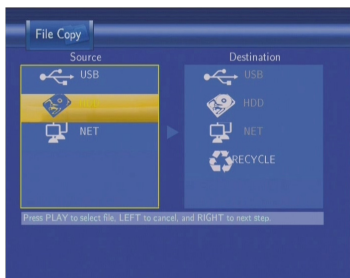 File Copy
Source
Destination
USB
USB
HDD
NET
NET
RECYCLE
Press PLAY to select file, LEFT to cancel, and RIGHT to next step.